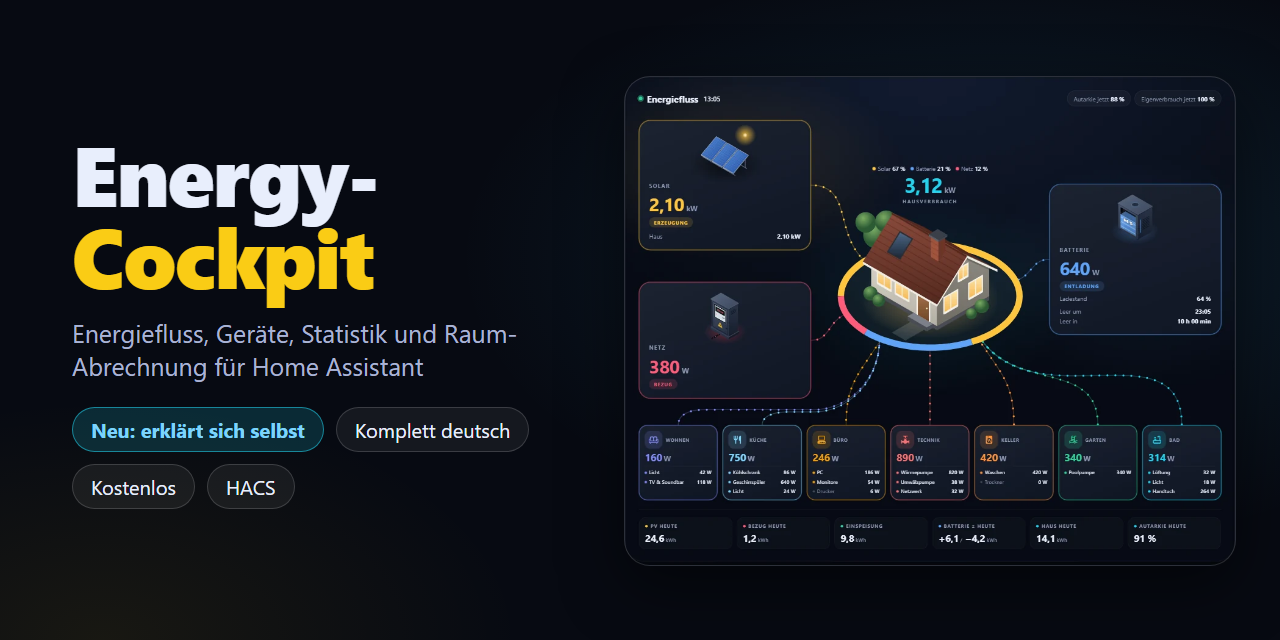 Energy-
Cockpit
Energiefluss, Geräte, Statistik und Raum-
Abrechnung für Home Assistant
Neu: erklärt sich selbst
Komplett deutsch
Kostenlos
HACS
Energiefluss 13:05
Autarkie jetzt 88 %
Eigenverbrauch jetzt 100 %
SOLAR
2,10 kW
ERZEUGUNG
Haus 2,10 kW
Solar 67 % Batterie 21 % Netz 12 %
3,12 kW
HAUSVERBRAUCH
BATTERIE
640 W
ENTLADUNG
Ladestand 64 %
Leer um 23:05
Leer in 10 h 00 min
NETZ
380 W
BEZUG
WOHNEN
160 W
Licht 42 W
TV & Soundbar 118 W
KÜCHE
750 W
Kühlschrank 86 W
Geschirrspüler 640 W
Licht 24 W
BÜRO
246 W
PC 186 W
Monitore 54 W
Drucker 6 W
TECHNIK
890 W
Wärmepumpe 820 W
Umwälzpumpe 38 W
Netzwerk 32 W
KELLER
420 W
Waschen 420 W
Trockner 0 W
GARTEN
340 W
Poolpumpe 340 W
BAD
314 W
Lüftung 32 W
Licht 18 W
Handtuch 264 W
PV HEUTE
24,6 kWh
BEZUG HEUTE
1,2 kWh
EINSPEISUNG
9,8 kWh
BATTERIE ± HEUTE
+6,1 / −4,2 kWh
HAUS HEUTE
14,1 kWh
AUTARKIE HEUTE
91 %